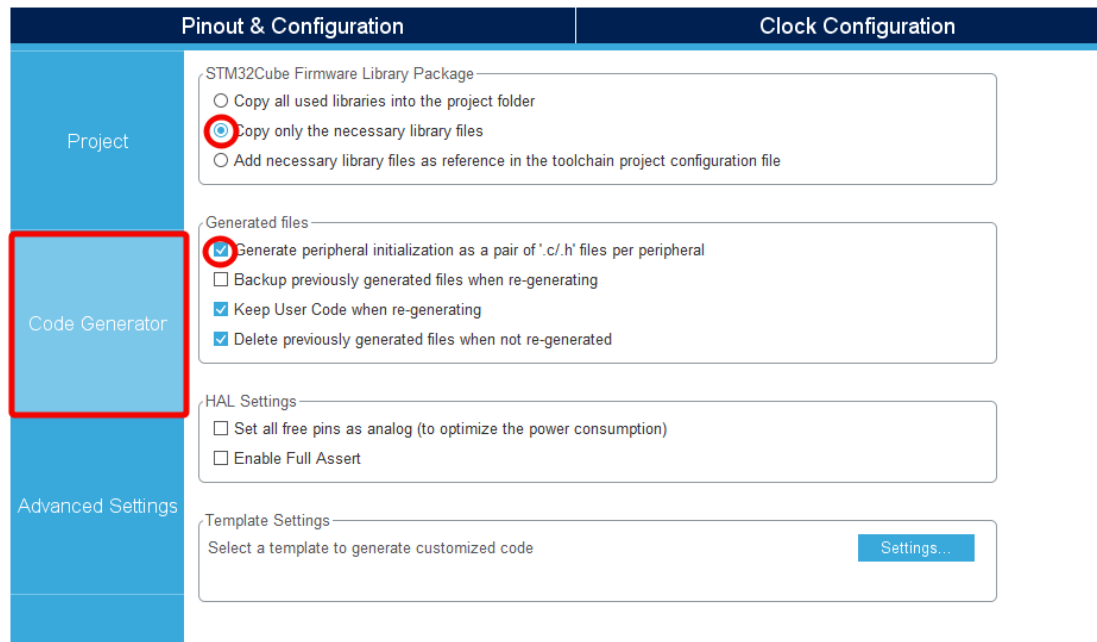 Pinout & Configuration
Clock Configuration
Project
Code Generator
Advanced Settings
STM32Cube Firmware Library Package
Copy all used libraries into the project folder
Copy only the necessary library files
Add necessary library files as reference in the toolchain project configuration file
Generated files
Generate peripheral initialization as a pair of '.c/.h' files per peripheral
Backup previously generated files when re-generating
Keep User Code when re-generating
Delete previously generated files when not re-generated
HAL Settings
Set all free pins as analog (to optimize the power consumption)
Enable Full Assert
Template Settings
Select a template to generate customized code
Settings...